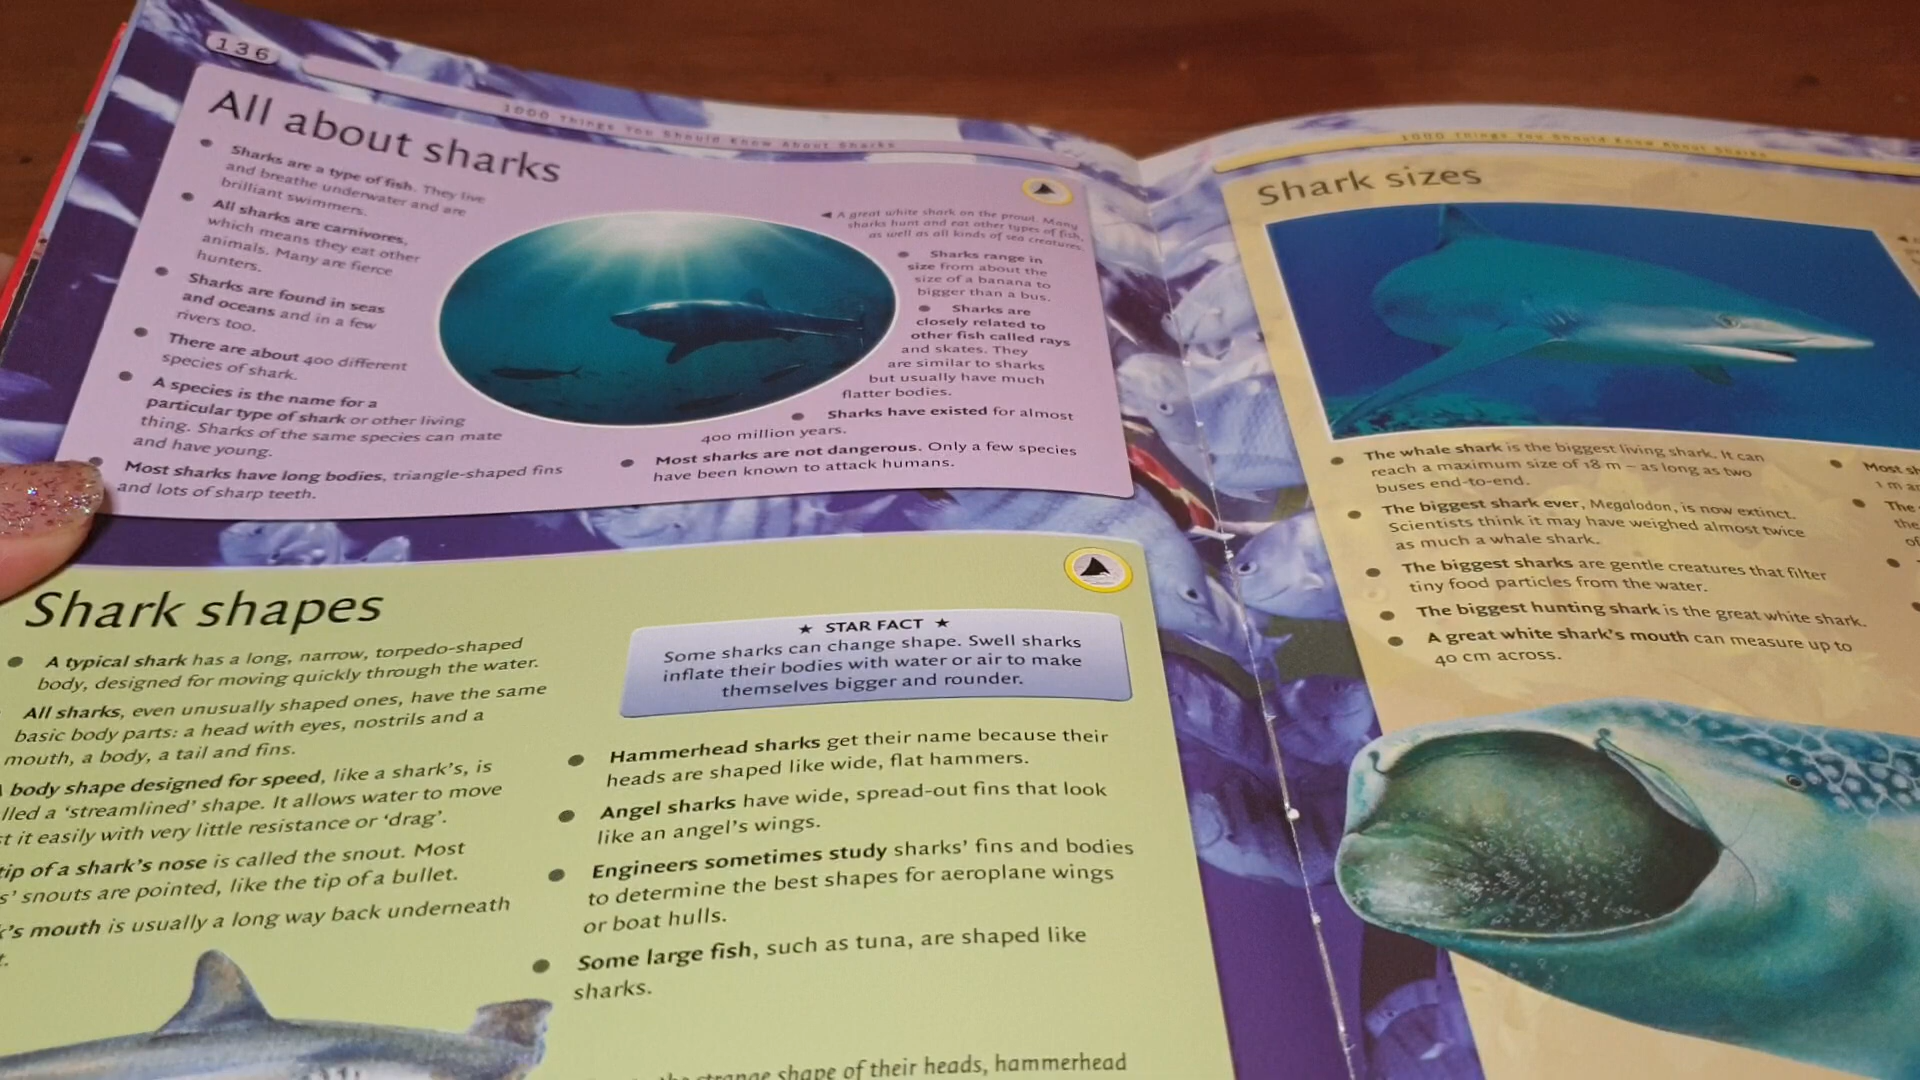 136
1000 Things You Should Know About Sharks
All about sharks
Sharks are a type of fish. They live
and breathe underwater and are
brilliant swimmers.
All sharks are carnivores,
which means they eat other
animals. Many are fierce
hunters.
Sharks are found in seas
and oceans and in a few
rivers too.
There are about 400 different
species of shark.
A species is the name for a
particular type of shark or other living
thing. Sharks of the same species can mate
and have young.
Most sharks have long bodies, triangle-shaped fins
and lots of sharp teeth.
A great white shark on the prowl. Many
sharks hunt and eat other types of fish,
as well as all kinds of sea creatures.
Sharks range in
size from about the
size of a banana to
bigger than a bus.
Sharks are
closely related to
other fish called rays
and skates. They
are similar to sharks
but usually have much
flatter bodies.
Sharks have existed for almost
400 million years.
Most sharks are not dangerous. Only a few species
have been known to attack humans.
Shark shapes
A typical shark has a long, narrow, torpedo-shaped
body, designed for moving quickly through the water.
All sharks, even unusually shaped ones, have the same
basic body parts: a head with eyes, nostrils and a
mouth, a body, a tail and fins.
body shape designed for speed, like a shark's, is
'streamlined' shape. It allows water to move
it easily with very little resistance or 'drag'.
tip of a shark's nose is called the snout. Most
snouts are pointed, like the tip of a bullet.
mouth is usually a long way back underneath
★ STAR FACT ★
Some sharks can change shape. Swell sharks
inflate their bodies with water or air to make
themselves bigger and rounder.
Hammerhead sharks get their name because their
heads are shaped like wide, flat hammers.
Angel sharks have wide, spread-out fins that look
like an angel's wings.
Engineers sometimes study sharks' fins and bodies
to determine the best shapes for aeroplane wings
or boat hulls.
Some large fish, such as tuna, are shaped like
sharks.
strange shape of their heads, hammerhead
1000 Things You Should Know About Sharks
Shark sizes
The whale shark is the biggest living shark. It can
reach a maximum size of 18 m – as long as two
buses end-to-end.
The biggest shark ever, Megalodon, is now extinct.
Scientists think it may have weighed almost twice
as much a whale shark.
The biggest sharks are gentle creatures that filter
tiny food particles from the water.
The biggest hunting shark is the great white shark.
A great white shark's mouth can measure up to
40 cm across.
Most
1 m
The
the
of